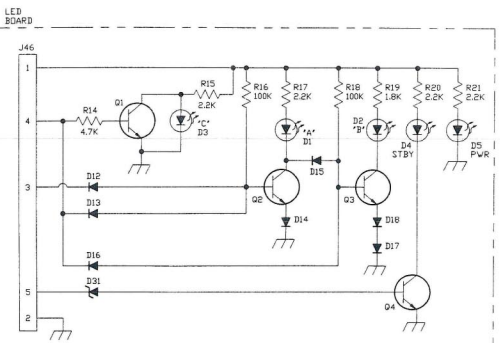 LED
BOARD
J46
1
R15
2.2K
R16
100K
R17
2.2K
R18
100K
R19
1.8K
R20
2.2K
R21
2.2K
Q1
R14
4.7K
4
"C"
D3
"A"
D1
D2
"B"
D4
STBY
D5
PWR
D12
D15
3
D13
Q2
Q3
D14
D18
D16
D17
D31
5
Q4
2